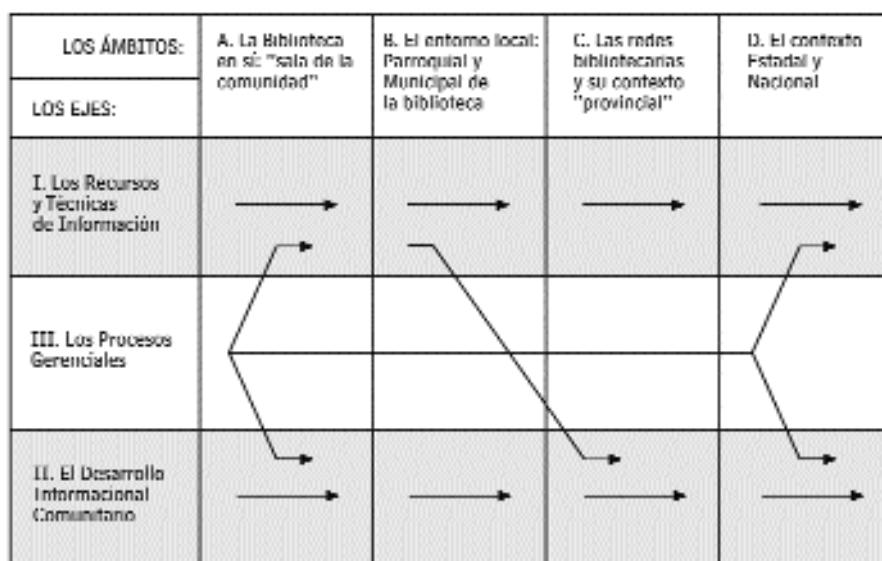 LOS ÁMBITOS:
LOS EJES:
A. La Biblioteca
en sí: "sala de la
comunidad"
B. El entorno local:
Parroquial y
Municipal de
la biblioteca
C. Las redes
bibliotecarias
y su contexto
"provincial"
D. El contexto
Estadal y
Nacional
I. Los Recursos
y Técnicas
de Información
III. Los Procesos
Gerenciales
II. El Desarrollo
Informacional
Comunitario